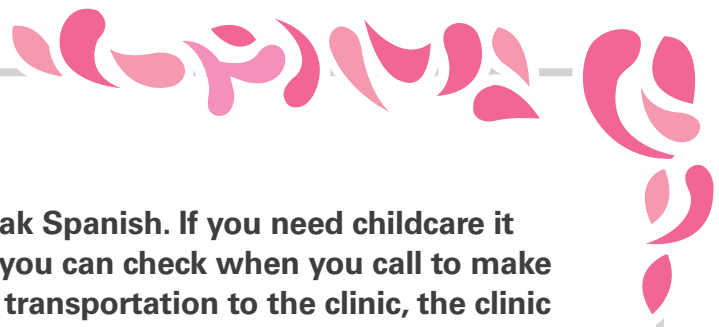 ak Spanish. If you need childcare it
you can check when you call to make
transportation to the clinic, the clinic